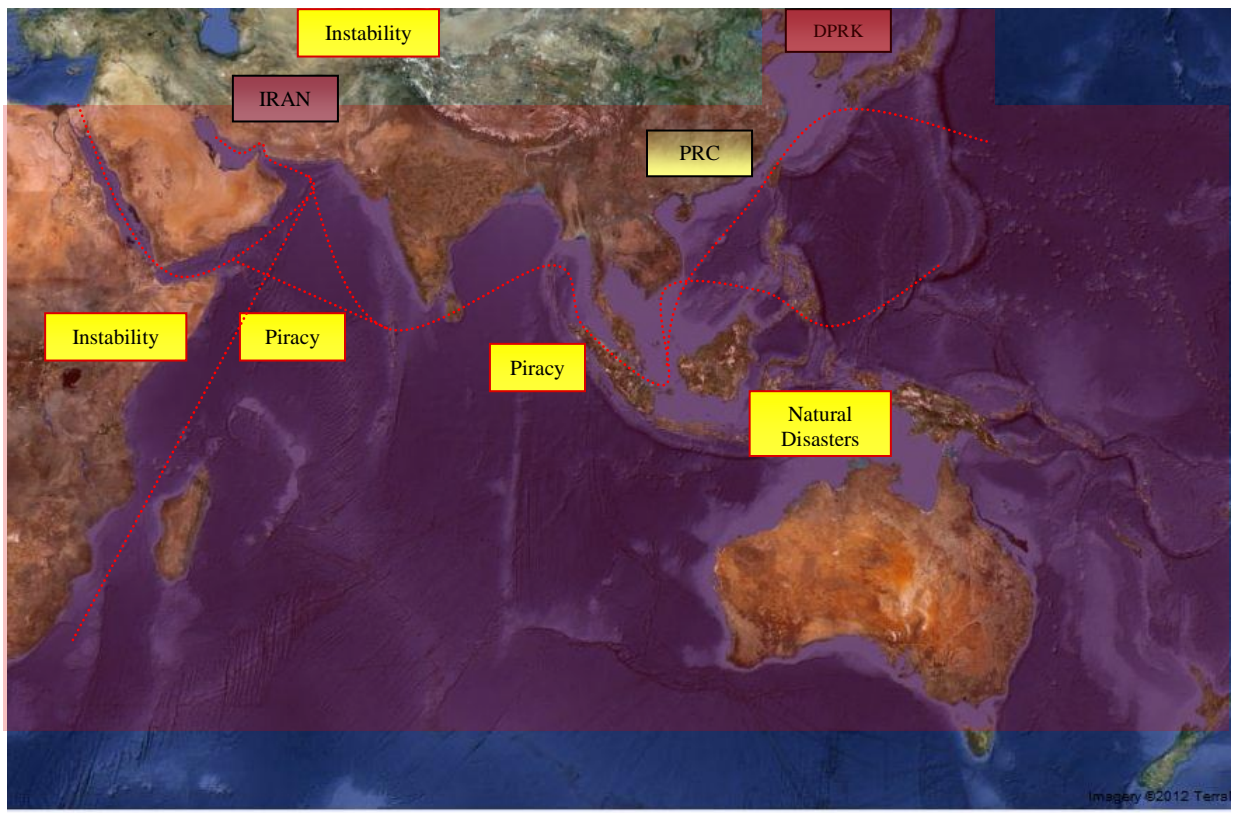 Instability
DPRK
IRAN
PRC
Instability
Piracy
Piracy
Natural
Disasters
Imagery ©2012 Terra